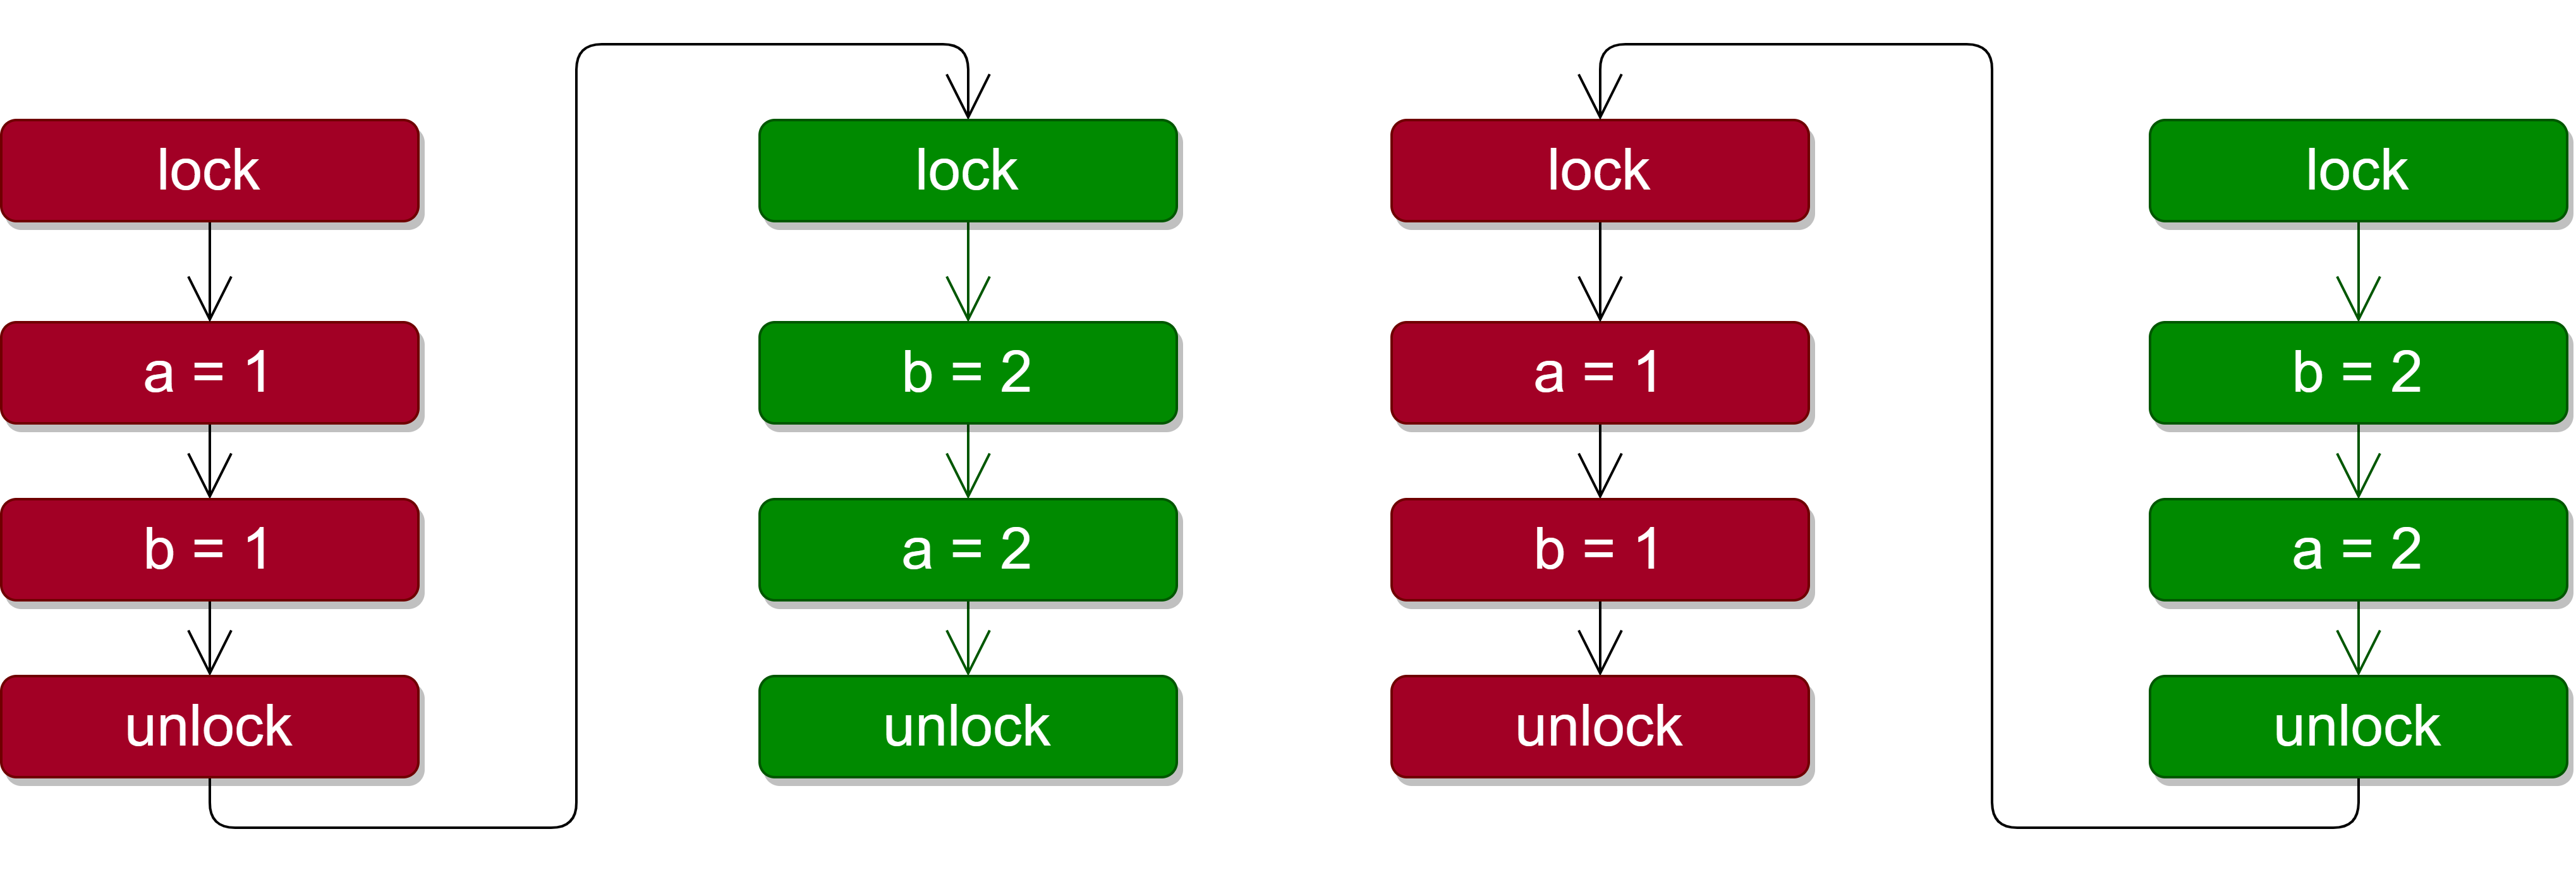 lock
a = 1
b = 1
unlock
lock
b = 2
a = 2
unlock
lock
a = 1
b = 1
unlock
lock
b = 2
a = 2
unlock